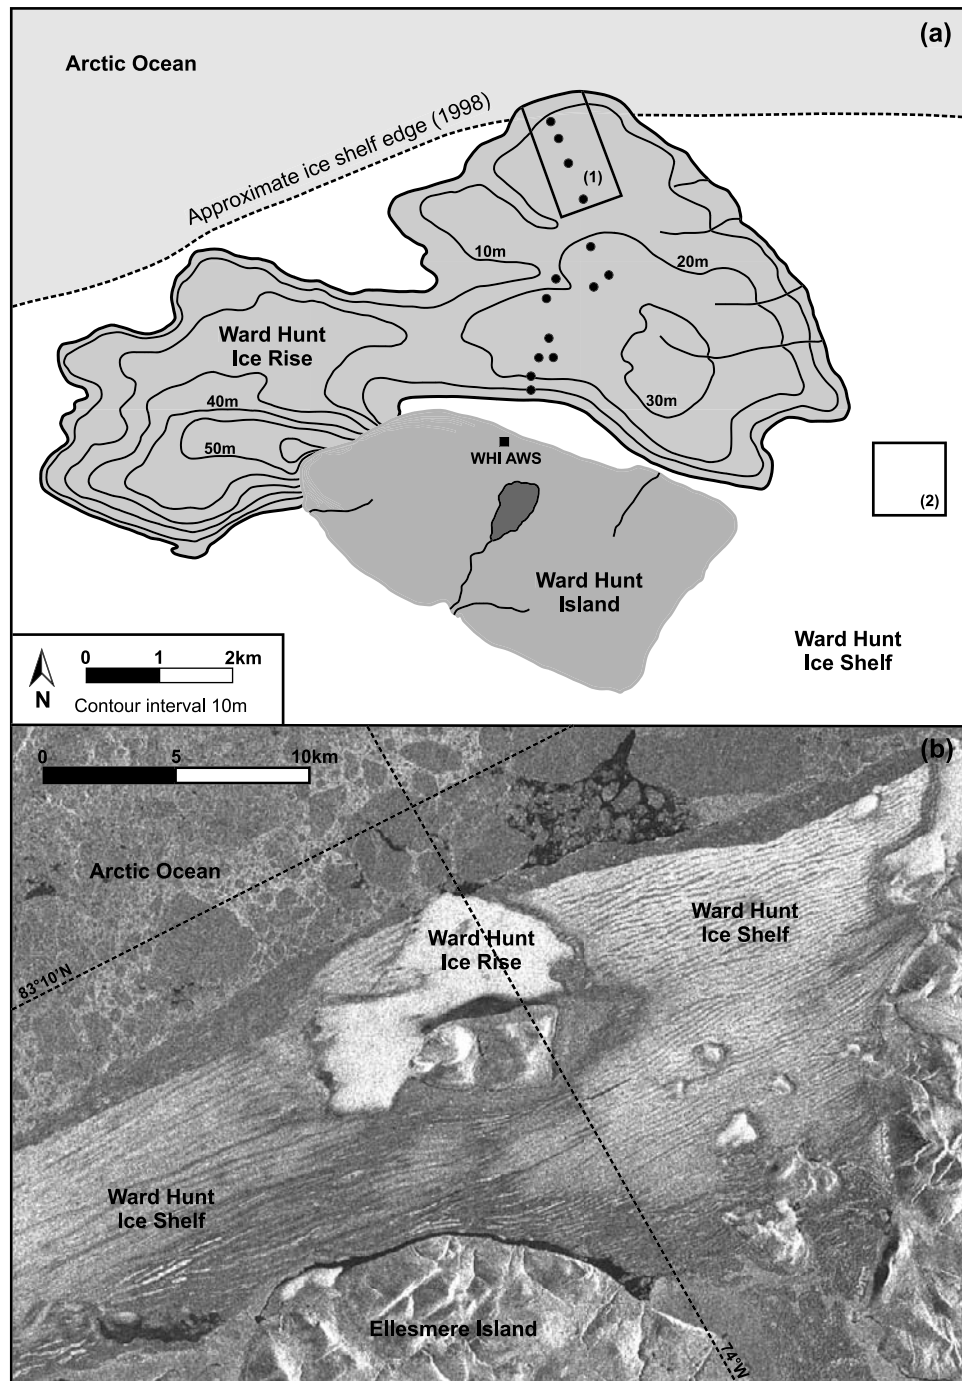 (a)
Arctic Ocean
Approximate ice shelf edge (1998)
(1)
10m
20m
Ward Hunt
Ice Rise
40m
30m
50m
WHI AWS
(2)
Ward Hunt
Island
Ward Hunt
Ice Shelf
0 1 2km
N
Contour interval 10m
(b)
0 5 10km
Arctic Ocean
Ward Hunt
Ice Shelf
Ward Hunt
Ice Rise
83°10'N
Ward Hunt
Ice Shelf
Ellesmere Island
74°W